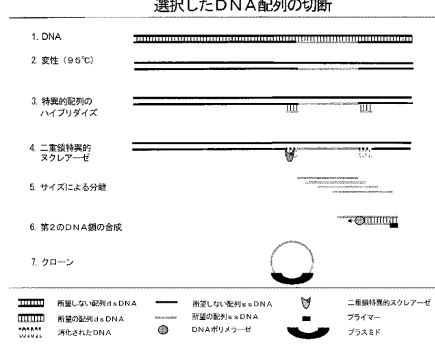 選択したDNA配列の切断
1. DNA
2. 変性(95℃)
3. 特異的配列の
ハイブリダイズ
4. 二重鎖特異的
ヌクレアーゼ
5. サイズによる分離
6. 第2のDNA鎖の合成
7. クローン
所望しない配列dsDNA
所望しない配列ssDNA
二重鎖特異的ヌクレアーゼ
所望の配列dsDNA
所望の配列ssDNA
プライマー
消化されたDNA
DNAポリメラーゼ
プラスミド